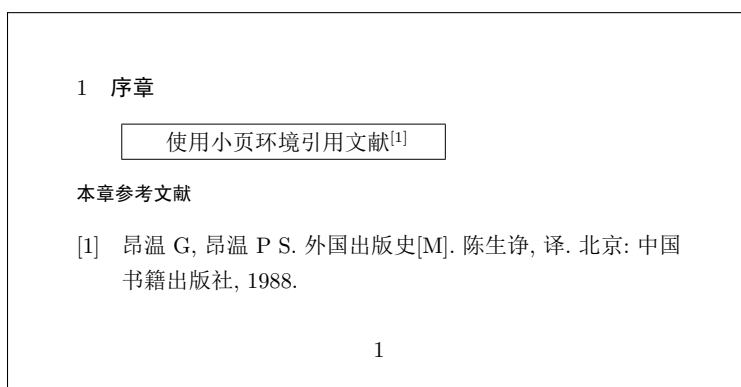 1 序章
使用小页环境引用文献[1]
本章参考文献
[1] 昂温 G, 昂温 P S. 外国出版史[M]. 陈生诤, 译. 北京: 中国
书籍出版社, 1988.
1